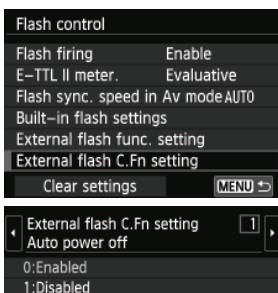 Flash control
Flash firing Enable
E-TTL II meter. Evaluative
Flash sync. speed in Av mode AUTO
Built-in flash settings
External flash func. setting
External flash C.Fn setting
Clear settings MENU
External flash C.Fn setting 1
Auto power off
0:Enabled
1:Disabled